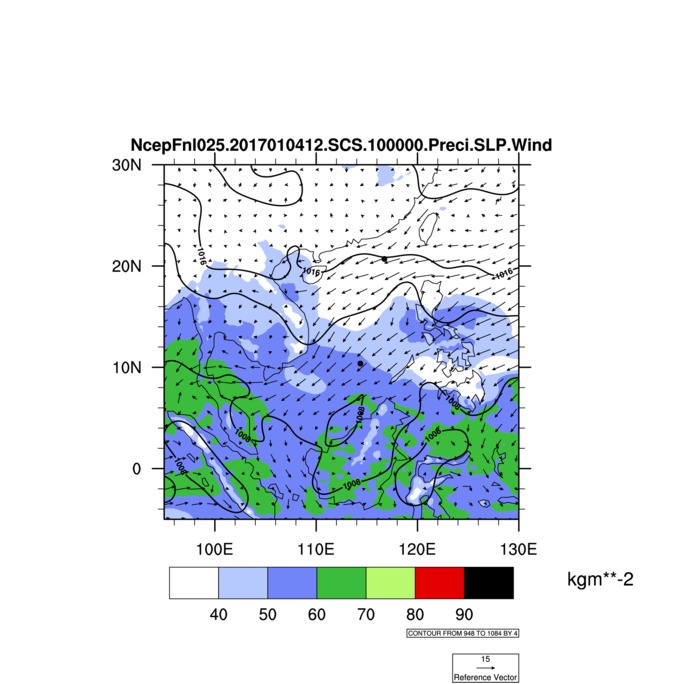 NcepFnl025.2017010412.SCS.100000.Preci.SLP.Wind
30N
20N
10N
0
1016
1016
1016
1008
1008
1008
1008
1008
1008
100E 110E 120E 130E
40 50 60 70 80 90
kgm**-2
CONTOUR FROM 948 TO 1084 BY 4
15
Reference Vector